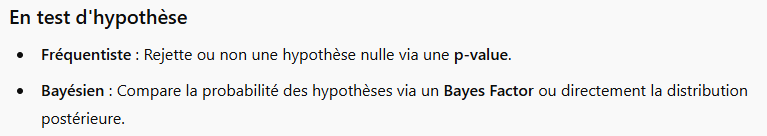 En test d'hypothèse
• Fréquentiste : Rejette ou non une hypothèse nulle via une p-value.
• Bayésien : Compare la probabilité des hypothèses via un Bayes Factor ou directement la distribution
postérieure.